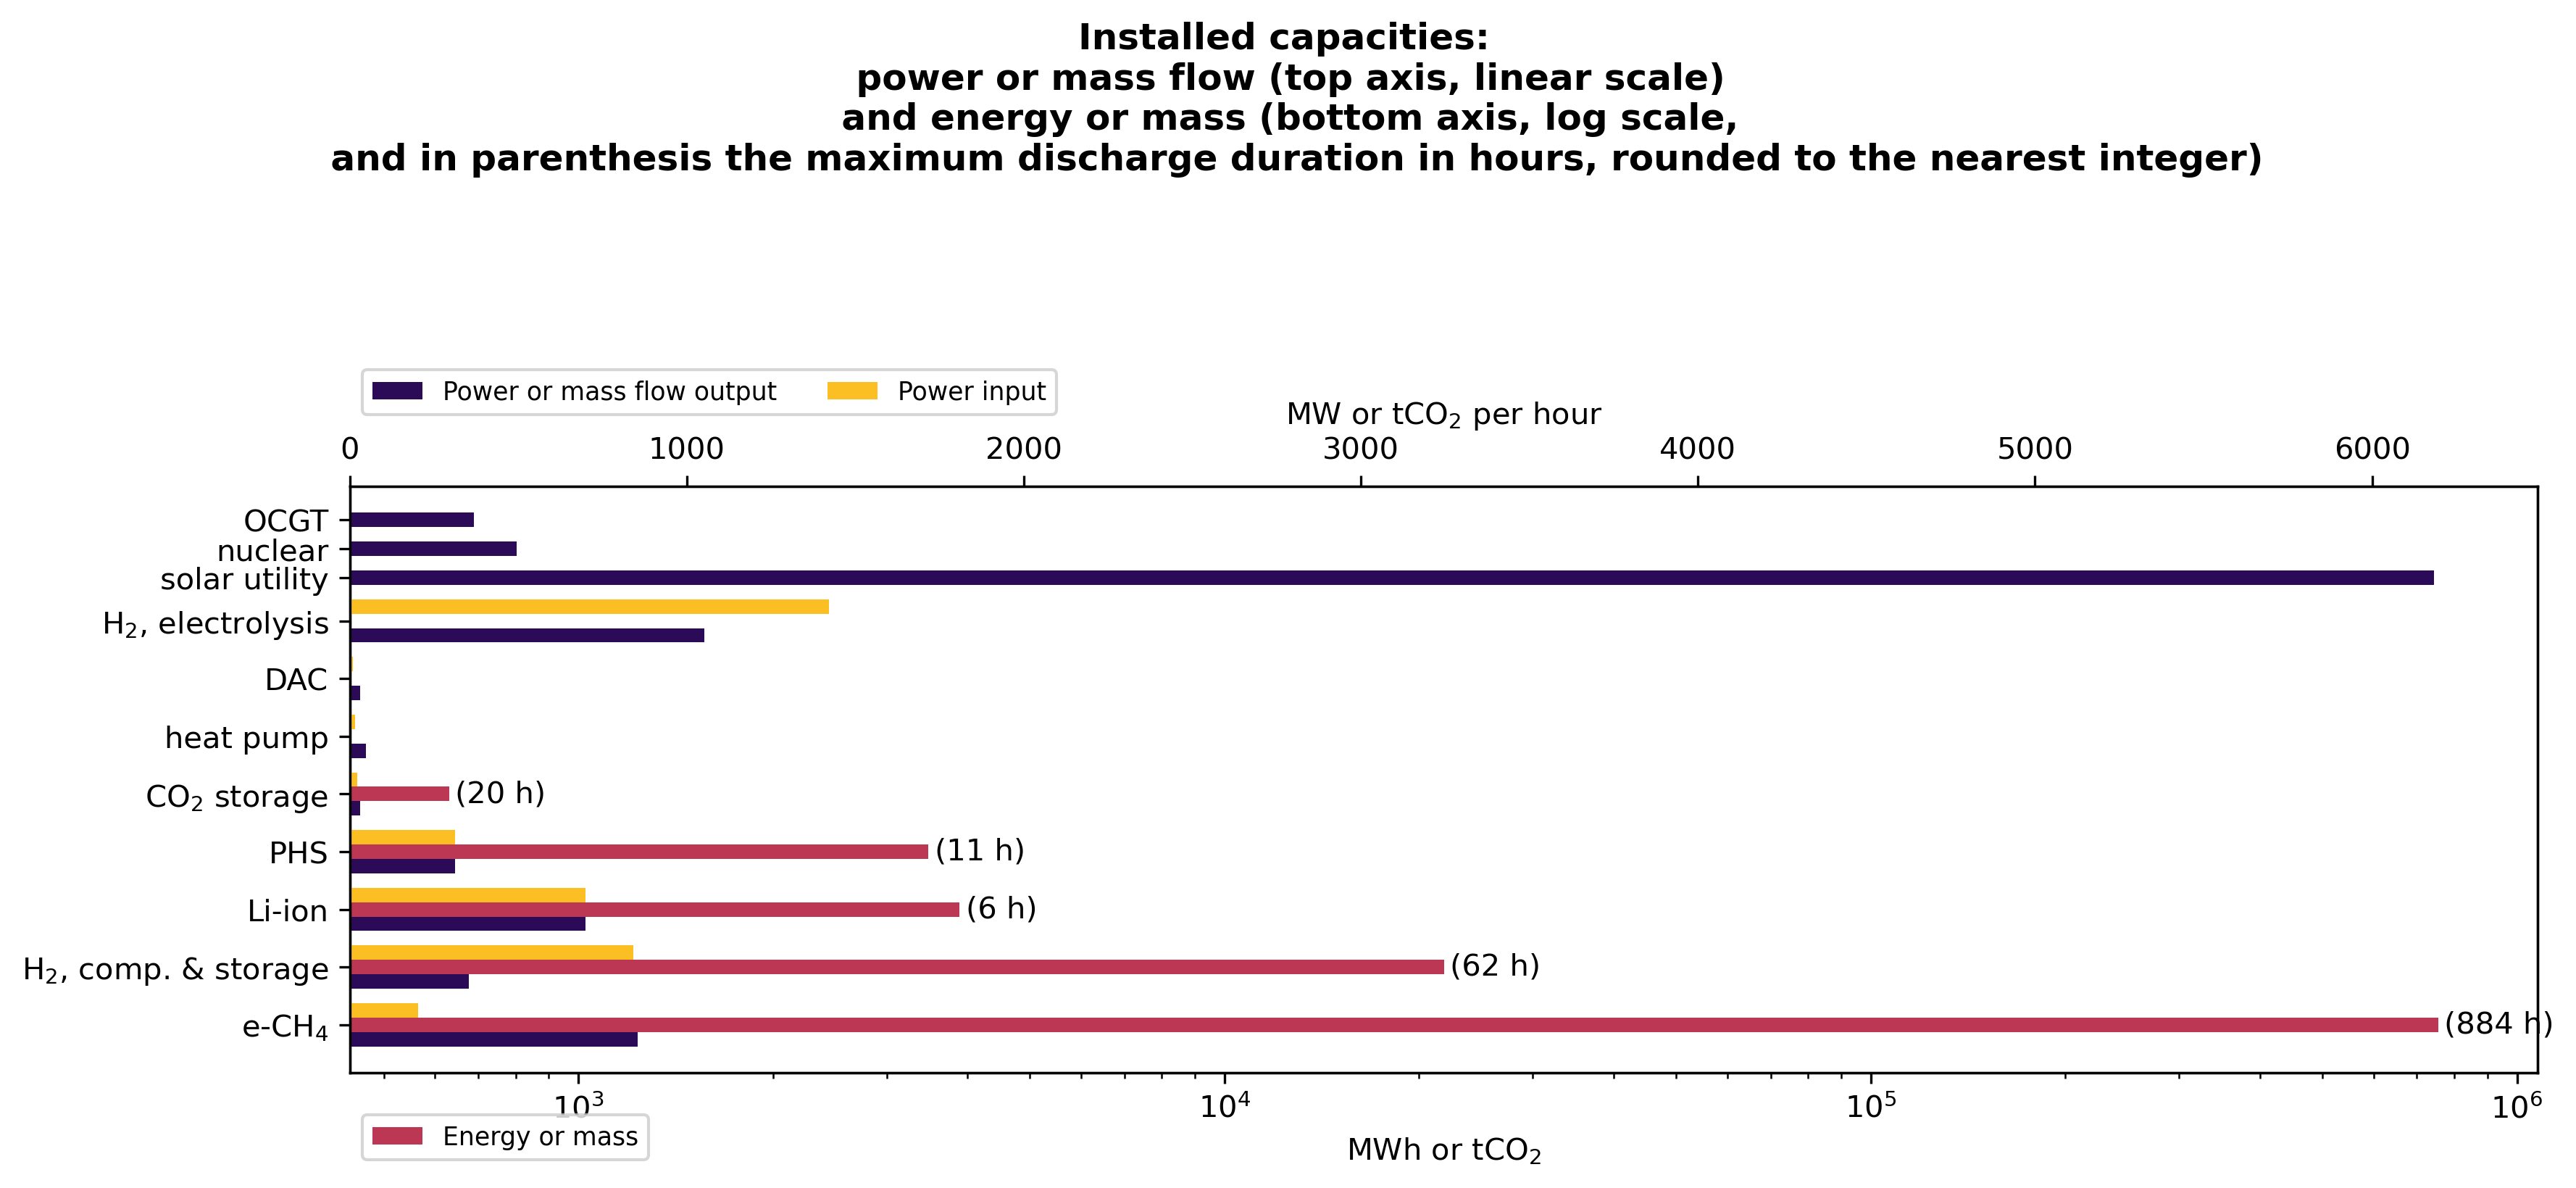 Installed capacities:
power or mass flow (top axis, linear scale)
and energy or mass (bottom axis, log scale,
and in parenthesis the maximum discharge duration in hours, rounded to the nearest integer)
Power or mass flow output Power input
MW or tCO₂ per hour
0 1000 2000 3000 4000 5000 6000
OCGT
nuclear
solar utility
H₂, electrolysis
DAC
heat pump
CO₂ storage (20 h)
PHS (11 h)
Li-ion (6 h)
H₂, comp. & storage (62 h)
e-CH₄ (884 h)
10³ 10⁴ 10⁵ 10⁶
Energy or mass
MWh or tCO₂